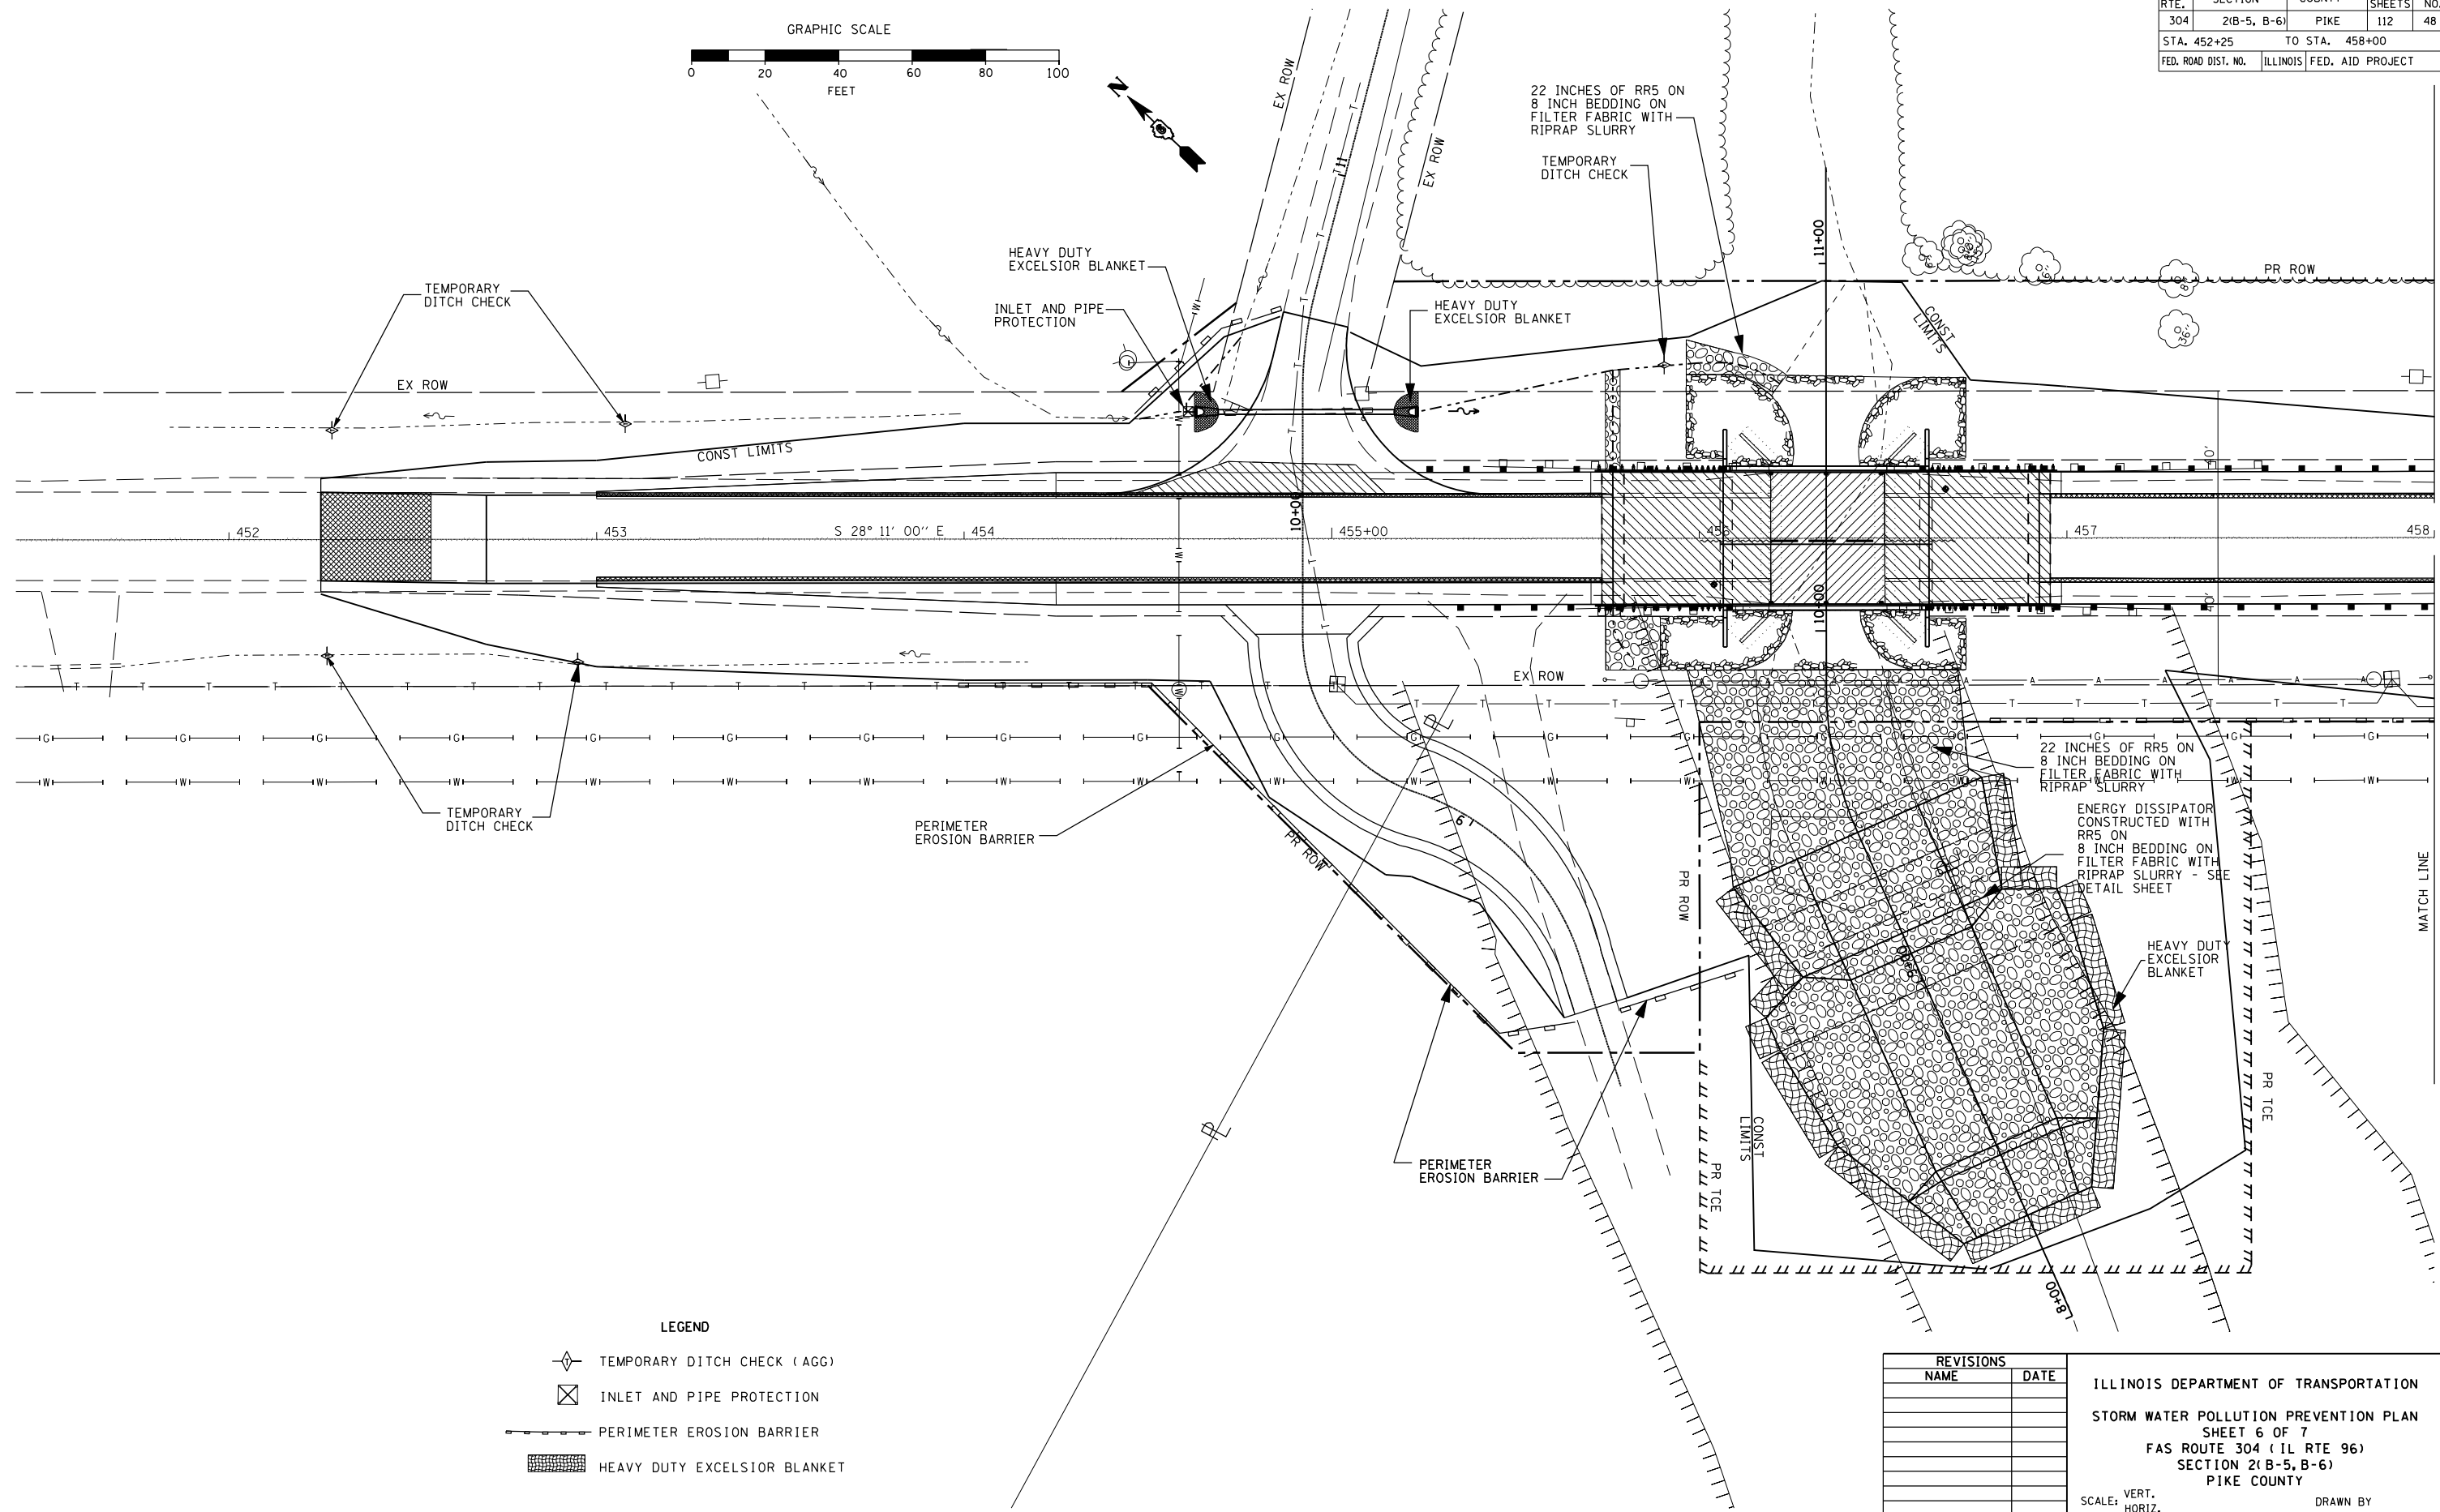 GRAPHIC SCALE
0 20 40 60 80 100
FEET
N
RTE. SECTION COUNTY SHEETS NO.
304 2(B-5, B-6) PIKE 112 48
STA. 452+25 TO STA. 458+00
FED. ROAD DIST. NO. ILLINOIS FED. AID PROJECT
EX ROW
EX ROW
T11
22 INCHES OF RR5 ON
8 INCH BEDDING ON
FILTER FABRIC WITH
RIPRAP SLURRY
TEMPORARY
DITCH CHECK
11+00
HEAVY DUTY
EXCELSIOR BLANKET
INLET AND PIPE
PROTECTION
HEAVY DUTY
EXCELSIOR BLANKET
TEMPORARY
DITCH CHECK
CONST
LIMITS
PR ROW
36''
EX ROW
CONST LIMITS
40'
452
453
S 28° 11' 00'' E
454
10+00
455+00
456
457
458
10+00
40'
EX ROW
T T T T T T T T
A A A A A A
G G G G G G G G G G G G G G G G G
W W W W W W W W W W W W W W W W
TEMPORARY
DITCH CHECK
PERIMETER
EROSION BARRIER
PR ROW
PR ROW
22 INCHES OF RR5 ON
8 INCH BEDDING ON
FILTER FABRIC WITH
RIPRAP SLURRY
ENERGY DISSIPATOR
CONSTRUCTED WITH
RR5 ON
8 INCH BEDDING ON
FILTER FABRIC WITH
RIPRAP SLURRY - SEE
DETAIL SHEET
MATCH LINE
HEAVY DUTY
EXCELSIOR
BLANKET
9+00
PR TCE
CONST
LIMITS
PR TCE
PERIMETER
EROSION BARRIER
8+00
LEGEND
T TEMPORARY DITCH CHECK (AGG)
INLET AND PIPE PROTECTION
PERIMETER EROSION BARRIER
HEAVY DUTY EXCELSIOR BLANKET
REVISIONS
NAME DATE
ILLINOIS DEPARTMENT OF TRANSPORTATION
STORM WATER POLLUTION PREVENTION PLAN
SHEET 6 OF 7
FAS ROUTE 304 (IL RTE 96)
SECTION 2(B-5, B-6)
PIKE COUNTY
SCALE: VERT.
HORIZ.
DRAWN BY